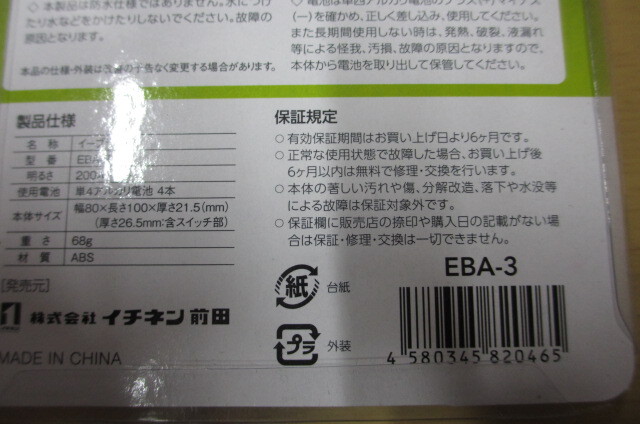 ◇本製品は防水仕様ではありません。水につけ
たり水などをかけたりしないでください。故障の
原因となります。
本品の仕様・外装は改善の予告なく変更する場合があります。
(ー)を確かめ、正しく差し込み、使用してください。
また長期間使用しない時は、発熱、破裂、液漏れ
等による怪我、汚損、故障の原因となりますので、
本体から電池を取り出して保管してください。
製品仕様
名称 イー
型番 EBA
明るさ 200
使用電池 単4アルカリ電池 4本
本体サイズ 幅80×長さ100×厚さ21.5(mm)
(厚さ26.5mm:含スイッチ部)
重さ 68g
材質 ABS
[発売元]
株式会社イチネン前田
MADE IN CHINA
保証規定
○有効保証期間はお買い上げ日より6ヶ月です。
○正常な使用状態で故障した場合、お買い上げ後
6ヶ月以内は無料で修理・交換を行います。
○本体の著しい汚れや傷、分解改造、落下や水没等
による故障は保証対象外です。
○保証欄に販売店の捺印や購入日の記載がない場
合は保証・修理・交換は一切できません。
紙 台紙
プラ 外装
EBA-3
4 580345 820465